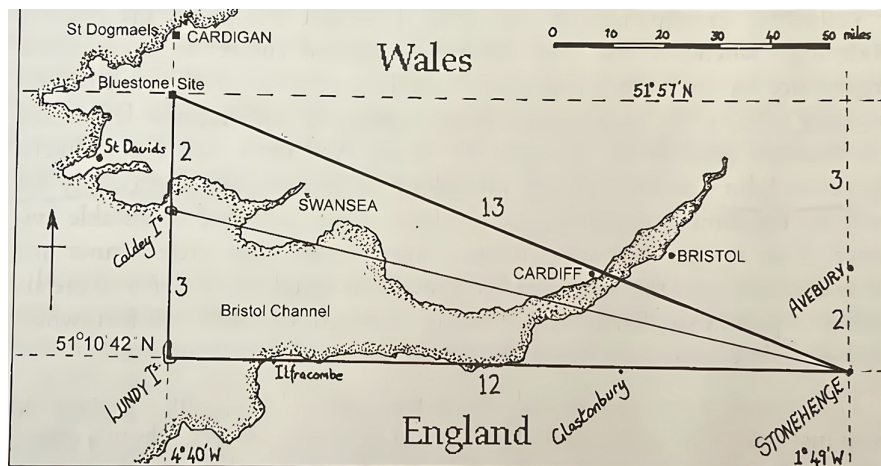 St Dogmaels
CARDIGAN
Wales
0 10 20 30 40 50 miles
Bluestone Site
51°57'N
St Davids
2
3
SWANSEA
13
Caldey Is.
CARDIFF
BRISTOL
AVEBURY
3
Bristol Channel
2
51°10'42" N
LUNDY Is.
Ilfracombe
12
Glastonbury
STONEHENGE
England
4°40'W
1°49'W